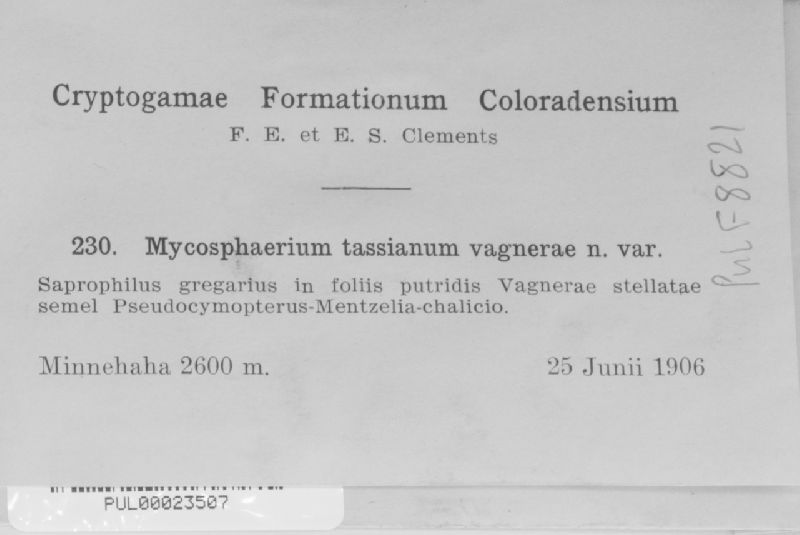 Cryptogamae Formationum Coloradensium
F. E. et E. S. Clements
230. Mycosphaerium tassianum vagnerae n. var.
Saprophilus gregarius in foliis putridis Vagnerae stellatae
semel Pseudocymopterus-Mentzelia-chalicio.
Minnehaha 2600 m. 25 Junii 1906
PUL F8821
PUL00023507